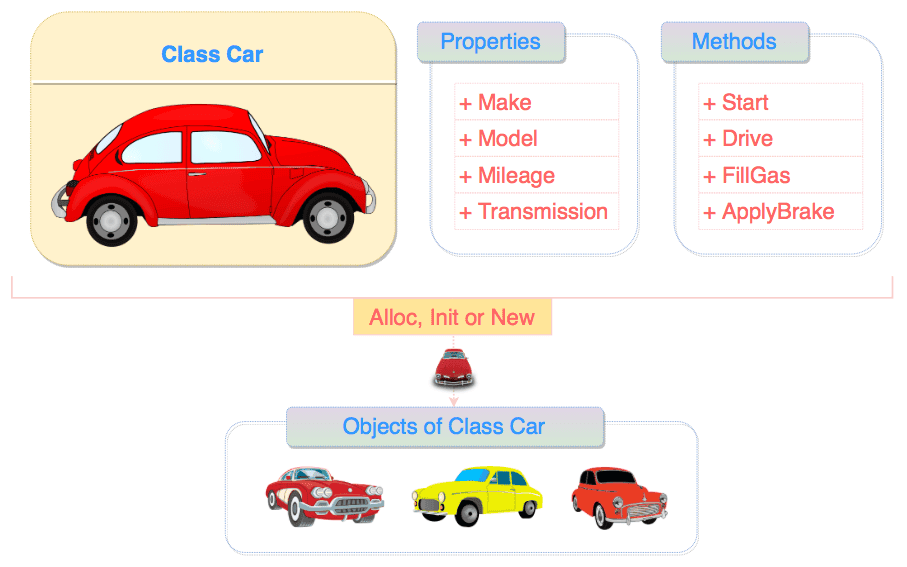 Class Car
Properties
+ Make
+ Model
+ Mileage
+ Transmission
Methods
+ Start
+ Drive
+ FillGas
+ ApplyBrake
Alloc, Init or New
Objects of Class Car